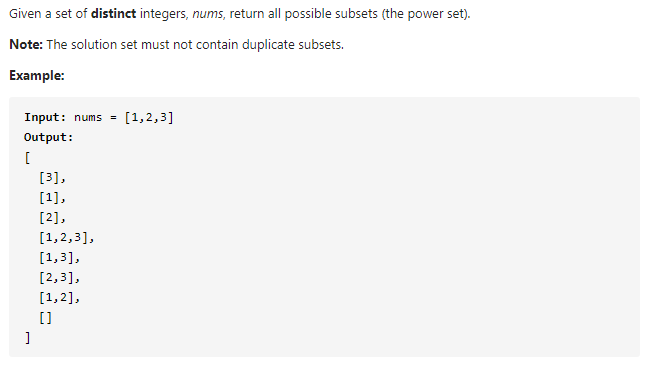 Given a set of distinct integers, nums, return all possible subsets (the power set).
Note: The solution set must not contain duplicate subsets.
Example:
Input: nums = [1,2,3]
Output:
[
  [3],
  [1],
  [2],
  [1,2,3],
  [1,3],
  [2,3],
  [1,2],
  []
]